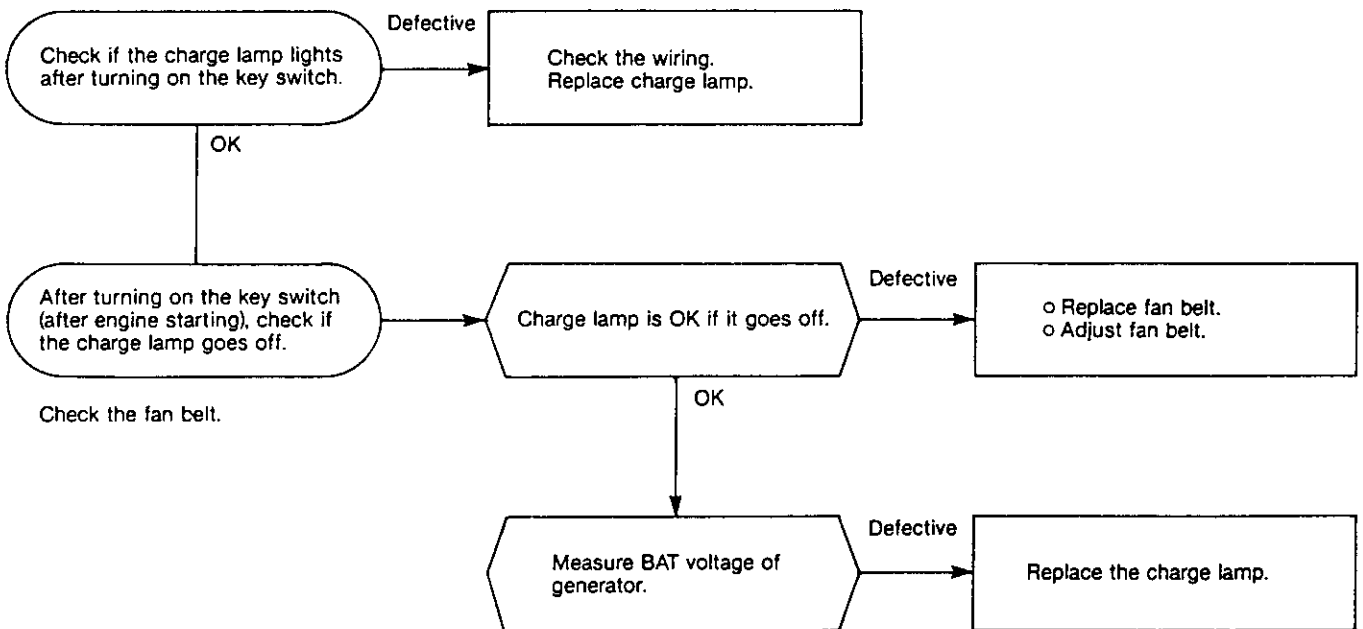 Defective
Check if the charge lamp lights
after turning on the key switch.
Check the wiring.
Replace charge lamp.
OK
After turning on the key switch
(after engine starting), check if
the charge lamp goes off.
Charge lamp is OK if it goes off.
Defective
o Replace fan belt.
o Adjust fan belt.
Check the fan belt.
OK
Measure BAT voltage of
generator.
Defective
Replace the charge lamp.